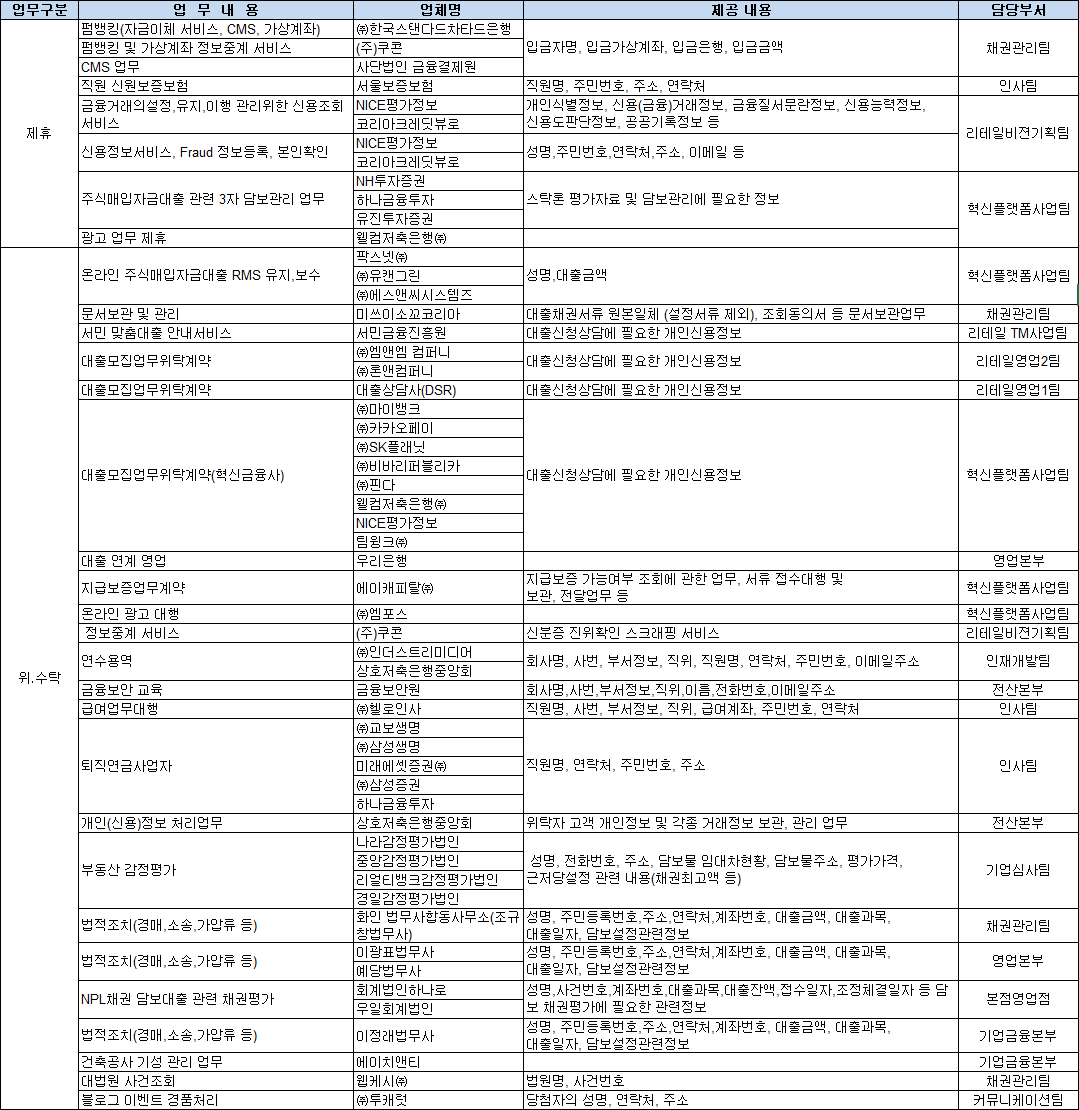 업무구분 업 무 내 용 업체명 제공 내용 담당부서
제휴
펌뱅킹(자금이체 서비스, CMS, 가상계좌) ㈜한국스탠다드차타드은행
펌뱅킹 및 가상계좌 정보중계 서비스 (주)쿠콘 입금자명, 입금가상계좌, 입금은행, 입금금액 채권관리팀
CMS 업무 사단법인 금융결제원
직원 신원보증보험 서울보증보험 직원명, 주민번호, 주소, 연락처 인사팀
금융거래의설정,유지,이행 관리위한 신용조회
서비스
NICE평가정보
코리아크레딧뷰로
개인식별정보, 신용(금융)거래정보, 금융질서문란정보, 신용능력정보,
신용도판단정보, 공공기록정보 등
리테일비젼기획팀
신용정보서비스, Fraud 정보등록, 본인확인
NICE평가정보
코리아크레딧뷰로
성명,주민번호,연락처,주소, 이메일 등
주식매입자금대출 관련 3자 담보관리 업무
NH투자증권
하나금융투자
유진투자증권
스탁론 평가자료 및 담보관리에 필요한 정보
혁신플랫폼사업팀
광고 업무 제휴 웰컴저축은행㈜
위.수탁
온라인 주식매입자금대출 RMS 유지,보수
팍스넷㈜
㈜유캔그린
㈜에스앤씨시스템즈
성명,대출금액
혁신플랫폼사업팀
문서보관 및 관리 미쓰이소꼬코리아 대출채권서류 원본일체 (설정서류 제외), 조회동의서 등 문서보관업무 채권관리팀
서민 맞춤대출 안내서비스 서민금융진흥원 대출신청상담에 필요한 개인신용정보 리테일 TM사업팀
대출모집업무위탁계약
㈜엠앤엠 컴퍼니
㈜론앤컴퍼니
대출신청상담에 필요한 개인신용정보
리테일영업2팀
대출모집업무위탁계약 대출상담사(DSR) 대출신청상담에 필요한 개인신용정보 리테일영업1팀
대출모집업무위탁계약(혁신금융사)
㈜마이뱅크
㈜카카오페이
㈜SK플래닛
㈜비바리퍼블리카
㈜핀다
웰컴저축은행㈜
NICE평가정보
팀윙크㈜
대출신청상담에 필요한 개인신용정보
혁신플랫폼사업팀
대출 연계 영업 우리은행 영업본부
지급보증업무계약 에이캐피탈㈜
지급보증 가능여부 조회에 관한 업무, 서류 접수대행 및
보관, 전달업무 등
혁신플랫폼사업팀
온라인 광고 대행 ㈜엠포스 혁신플랫폼사업팀
정보중계 서비스 (주)쿠콘 신분증 진위확인 스크래핑 서비스 리테일비젼기획팀
연수용역
㈜인더스트리미디어
상호저축은행중앙회
회사명, 사번, 부서정보, 직위, 직원명, 연락처, 주민번호, 이메일주소
인재개발팀
금융보안 교육 금융보안원 회사명,사번,부서정보,직위,이름,전화번호,이메일주소 전산본부
급여업무대행 ㈜헬로인사 직원명, 사번, 부서정보, 직위, 급여계좌, 주민번호, 연락처 인사팀
퇴직연금사업자
㈜교보생명
㈜삼성생명
미래에셋증권㈜
㈜삼성증권
하나금융투자
직원명, 연락처, 주민번호, 주소
인사팀
개인(신용)정보 처리업무 상호저축은행중앙회 위탁자 고객 개인정보 및 각종 거래정보 보관, 관리 업무 전산본부
부동산 감정평가
나라감정평가법인
중앙감정평가법인
리얼티뱅크감정평가법인
경일감정평가법인
성명, 전화번호, 주소, 담보물 임대차현황, 담보물주소, 평가가격,
근저당설정 관련 내용(채권최고액 등)
기업심사팀
법적조치(경매,소송,가압류 등)
화인 법무사합동사무소(조규
창법무사)
성명, 주민등록번호,주소,연락처,계좌번호, 대출금액, 대출과목,
대출일자, 담보설정관련정보
채권관리팀
법적조치(경매,소송,가압류 등)
이광표법무사
예당법무사
성명, 주민등록번호,주소,연락처,계좌번호, 대출금액, 대출과목,
대출일자, 담보설정관련정보
영업본부
NPL채권 담보대출 관련 채권평가
회계법인하나로
우일회계법인
성명,사건번호,계좌번호,대출과목,대출잔액,접수일자,조정체결일자 등 담
보 채권평가에 필요한 관련정보
본점영업점
법적조치(경매,소송,가압류 등) 이정래법무사
성명, 주민등록번호,주소,연락처,계좌번호, 대출금액, 대출과목,
대출일자, 담보설정관련정보
기업금융본부
건축공사 기성 관리 업무 에이치앤티 기업금융본부
대법원 사건조회 웹케시㈜ 법원명, 사건번호 채권관리팀
블로그 이벤트 경품처리 ㈜투캐럿 당첨자의 성명, 연락처, 주소 커뮤니케이션팀